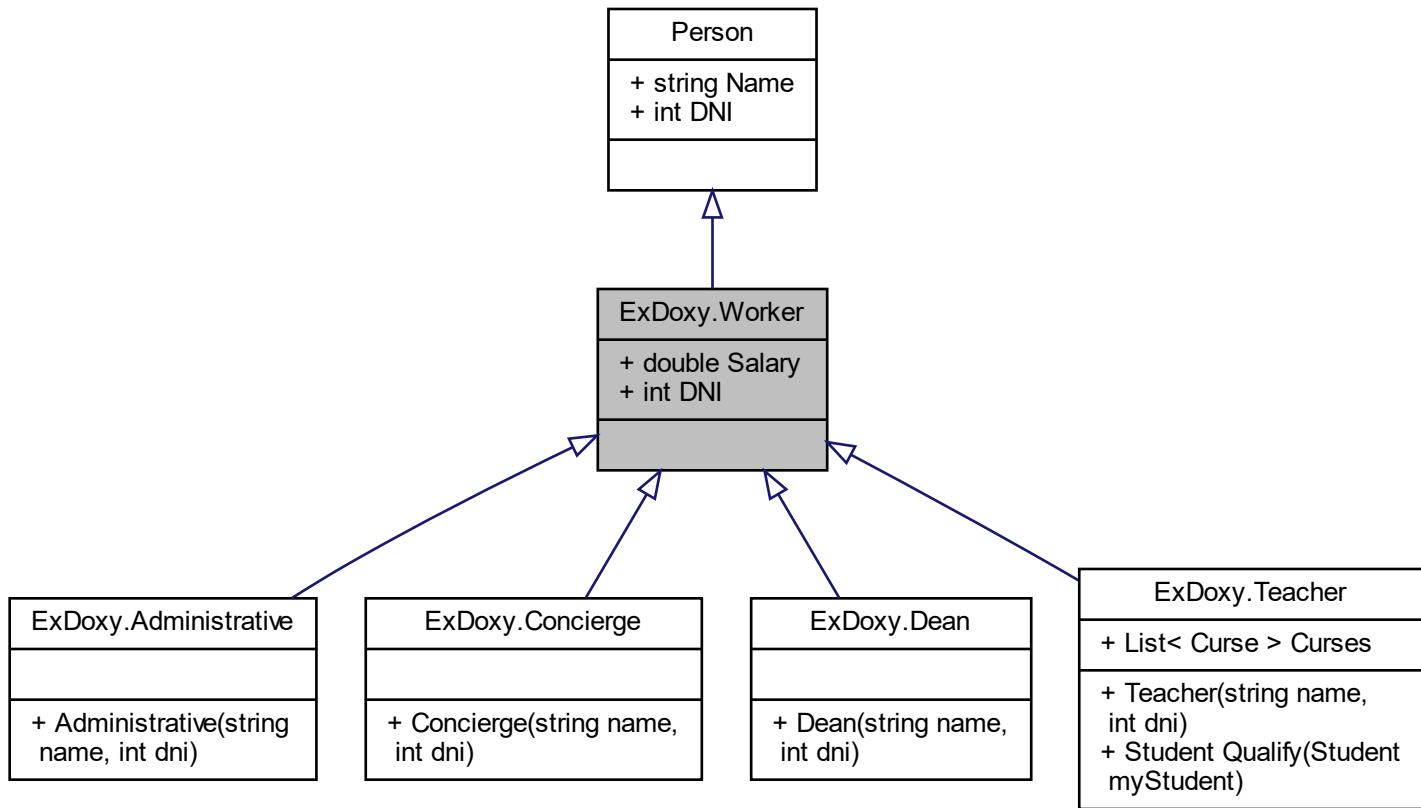 Person
+ string Name
+ int DNI
ExDoxy.Worker
+ double Salary
+ int DNI
ExDoxy.Administrative
+ Administrative(string
name, int dni)
ExDoxy.Concierge
+ Concierge(string name,
int dni)
ExDoxy.Dean
+ Dean(string name,
int dni)
ExDoxy.Teacher
+ List< Curse > Curses
+ Teacher(string name,
int dni)
+ Student Qualify(Student
myStudent)